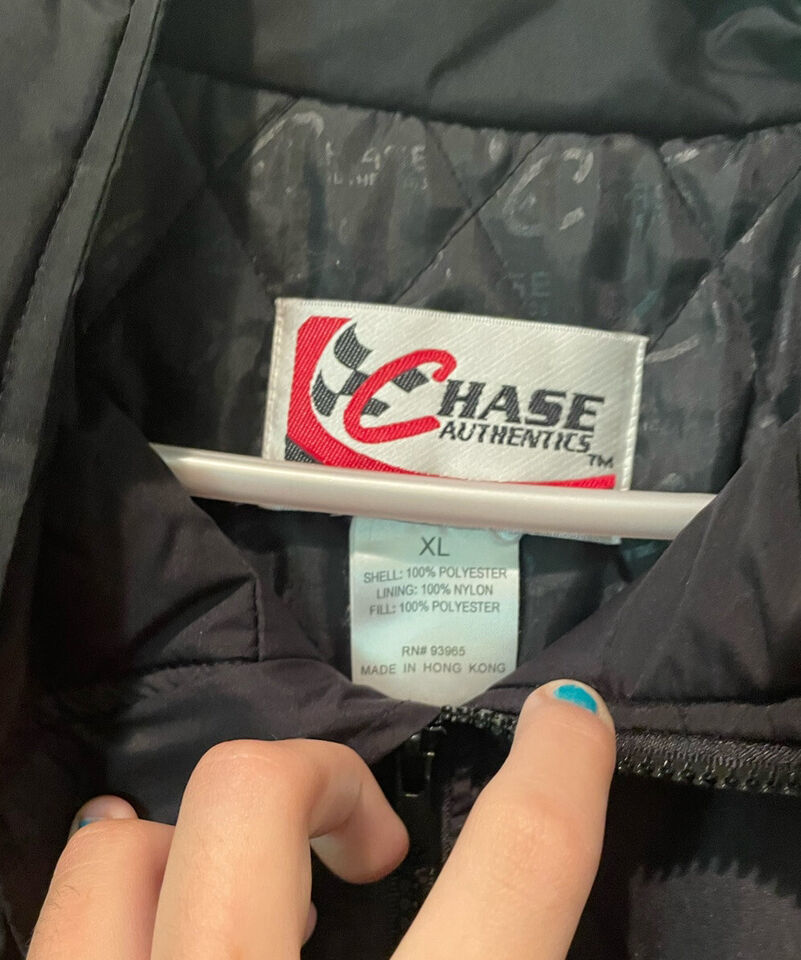 CHASE
CHASE
AUTHENTICS
TM
XL
SHELL: 100% POLYESTER
LINING: 100% NYLON
FILL: 100% POLYESTER
RN# 93965
MADE IN HONG KONG